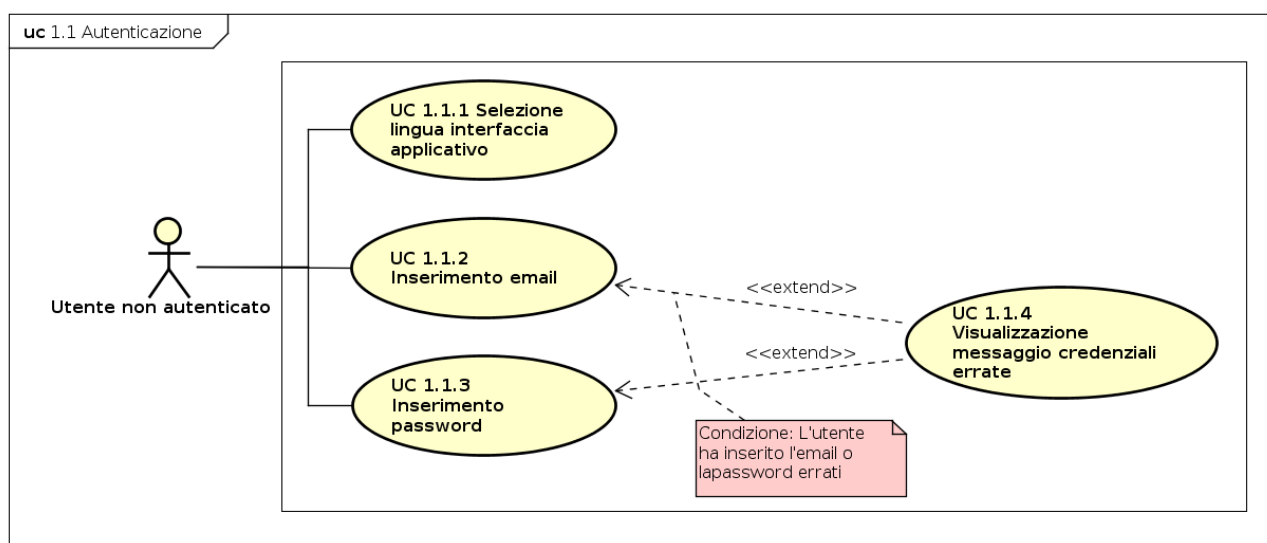 uc 1.1 Autenticazione
UC 1.1.1 Selezione
lingua interfaccia
applicativo
UC 1.1.2
Inserimento email
Utente non autenticato
<<extend>>
UC 1.1.4
Visualizzazione
messaggio credenziali
errate
<<extend>>
UC 1.1.3
Inserimento
password
Condizione: L'utente
ha inserito l'email o
lapassword errati